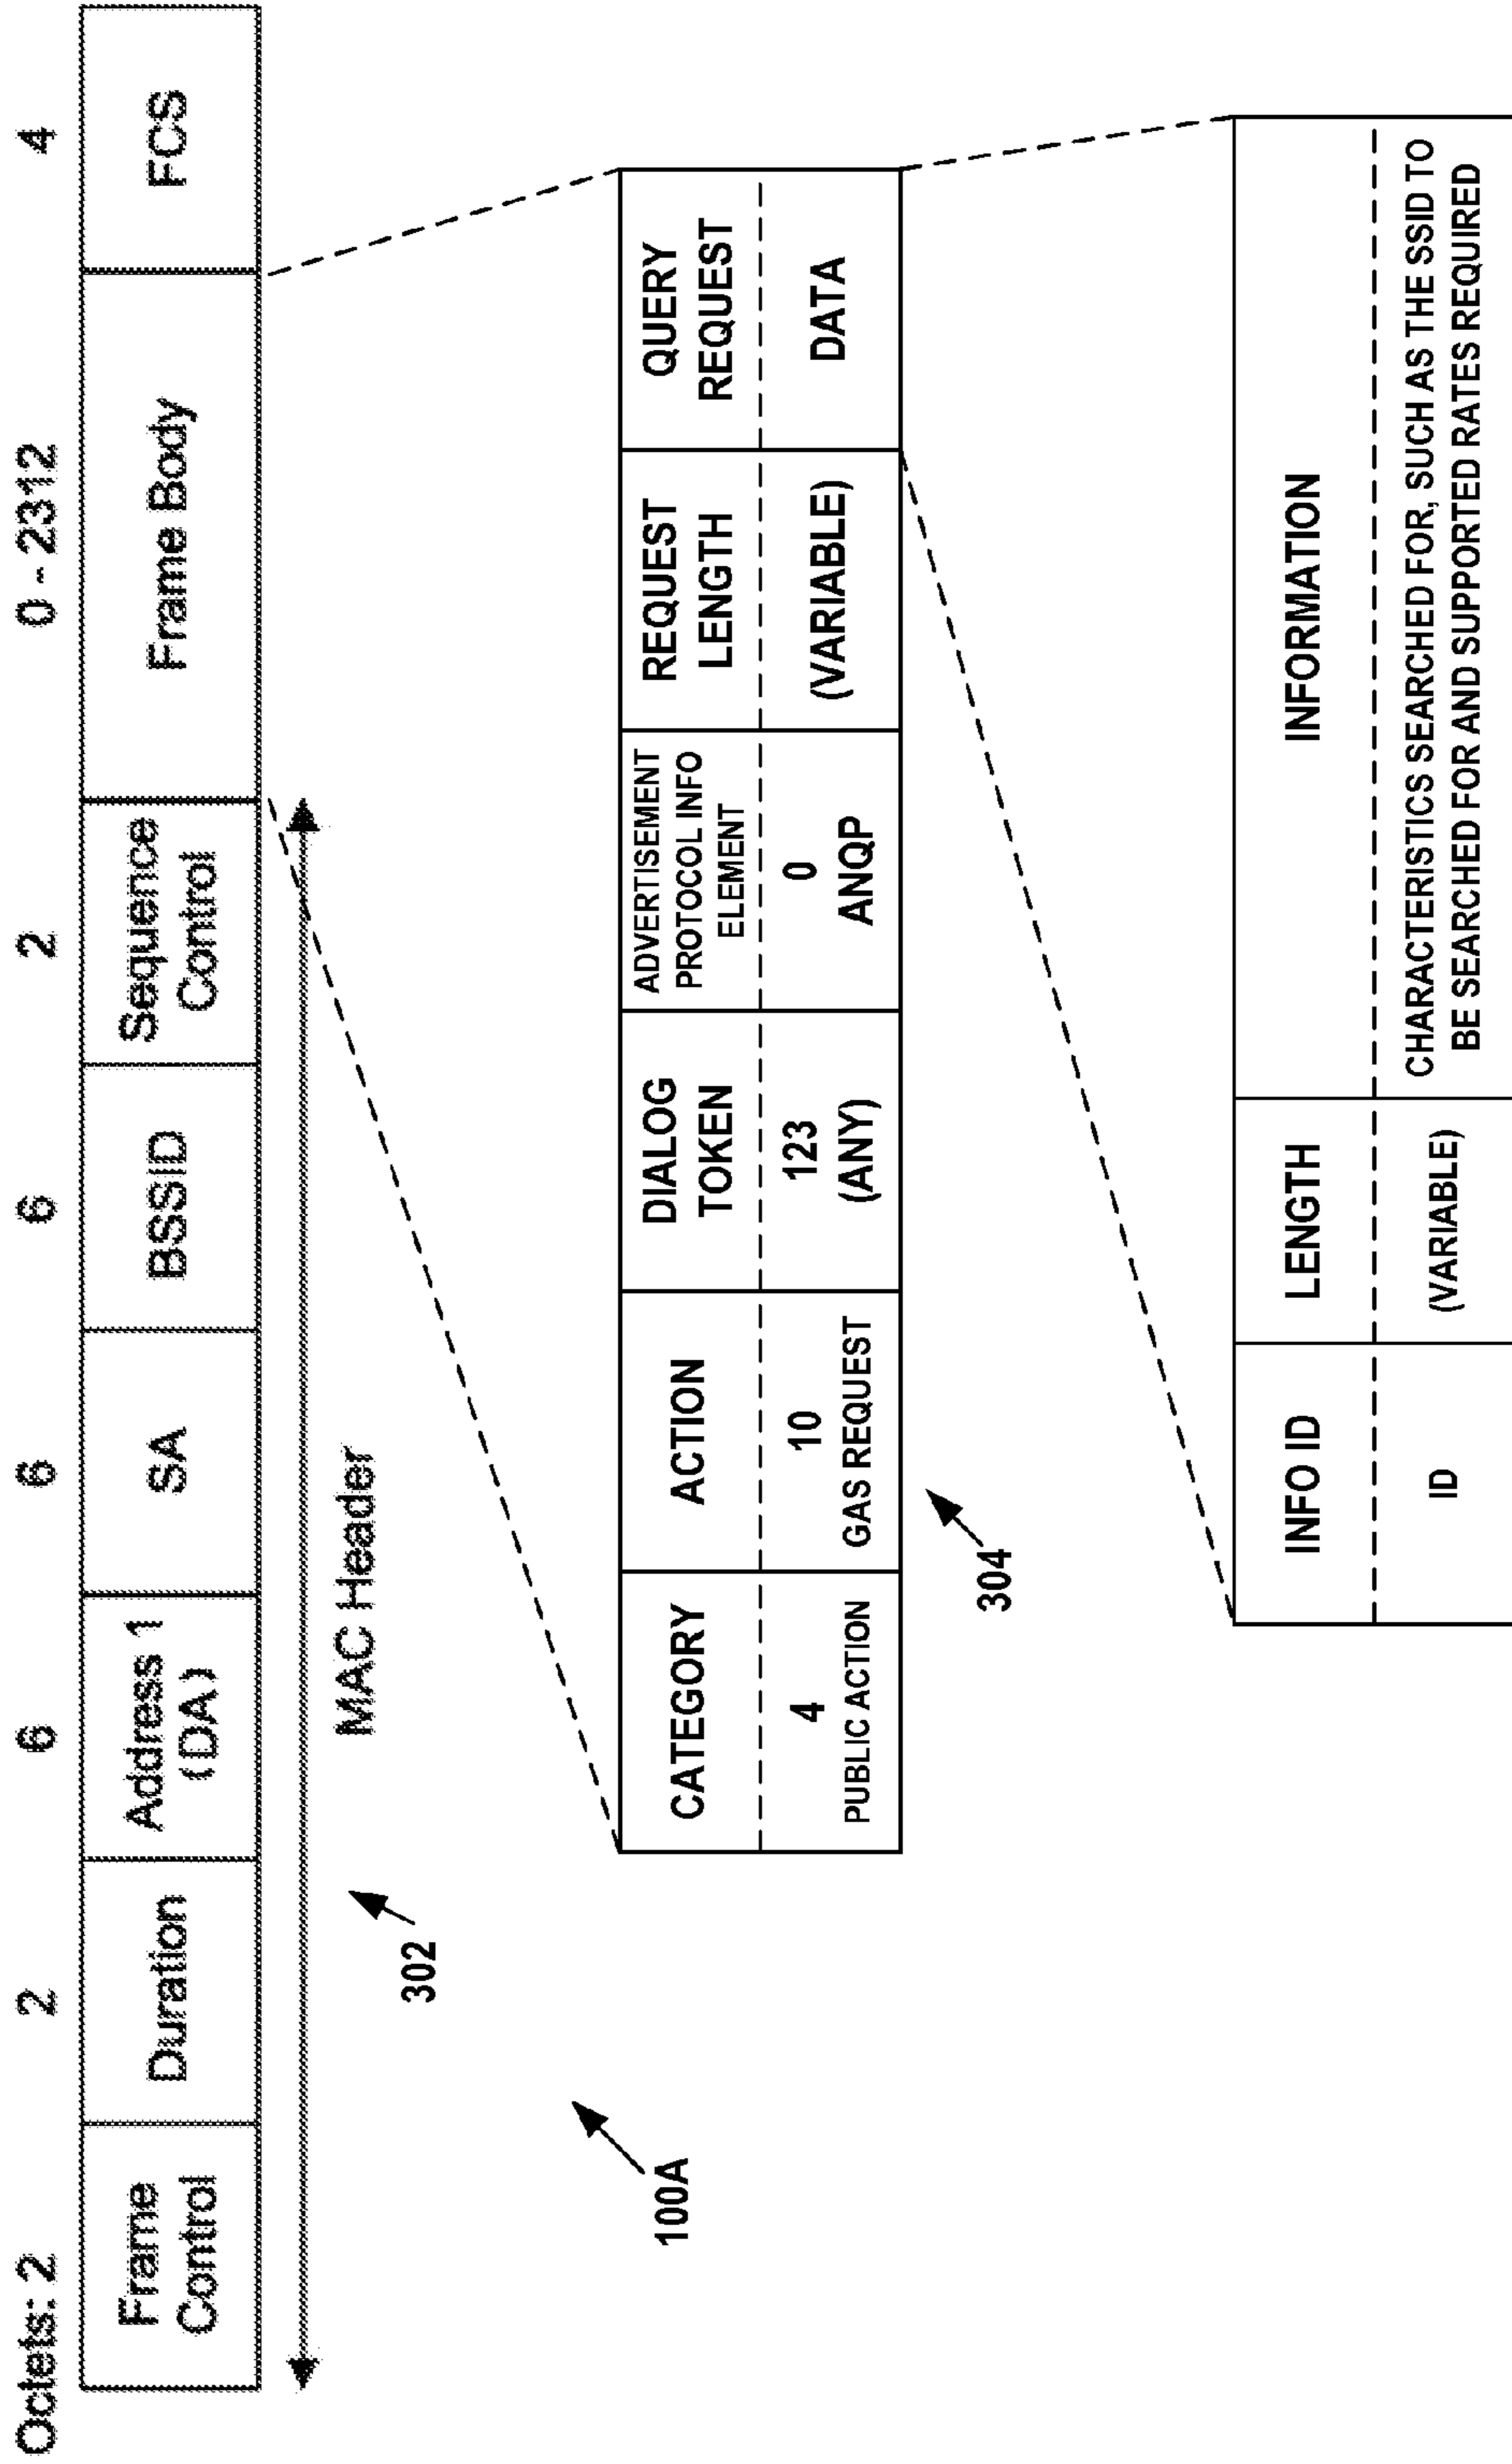 Octets: 2 2 6 6 6 2 0 - 2312 4
Frame
Control
Duration
Address 1
(DA)
SA
BSSID
Sequence
Control
Frame Body
FCS
MAC Header
302
100A
CATEGORY
4
PUBLIC ACTION
ACTION
10
GAS REQUEST
DIALOG
TOKEN
123
(ANY)
ADVERTISEMENT
PROTOCOL INFO
ELEMENT
0
ANQP
REQUEST
LENGTH
(VARIABLE)
QUERY
REQUEST
DATA
304
INFO ID
ID
LENGTH
(VARIABLE)
INFORMATION
CHARACTERISTICS SEARCHED FOR, SUCH AS THE SSID TO
BE SEARCHED FOR AND SUPPORTED RATES REQUIRED